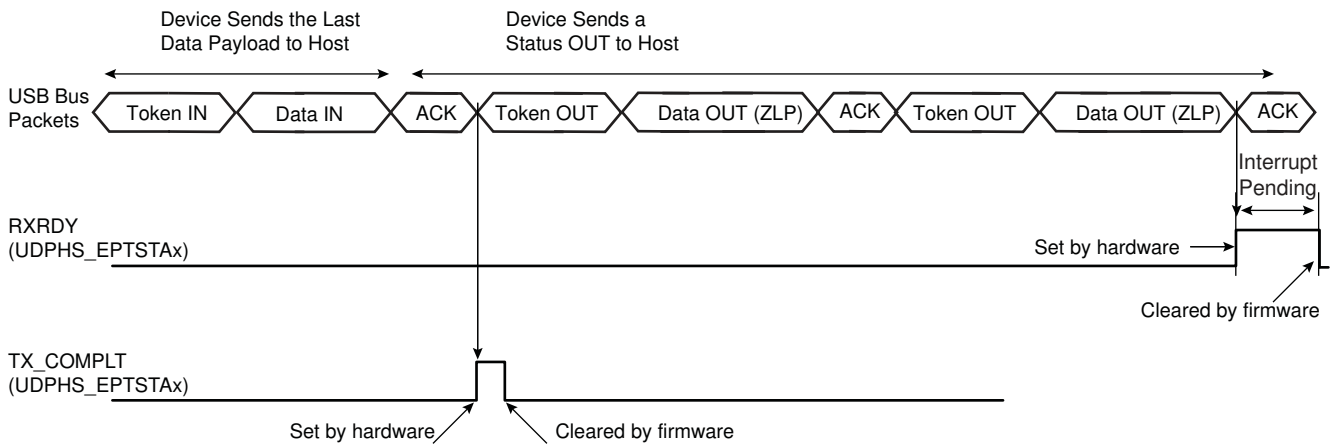 Device Sends the Last
Data Payload to Host
Device Sends a
Status OUT to Host
USB Bus
Packets
Token IN
Data IN
ACK
Token OUT
Data OUT (ZLP)
ACK
Token OUT
Data OUT (ZLP)
ACK
Interrupt
Pending
RXRDY
(UDPHS_EPTSTAx)
Set by hardware
Cleared by firmware
TX_COMPLT
(UDPHS_EPTSTAx)
Set by hardware
Cleared by firmware